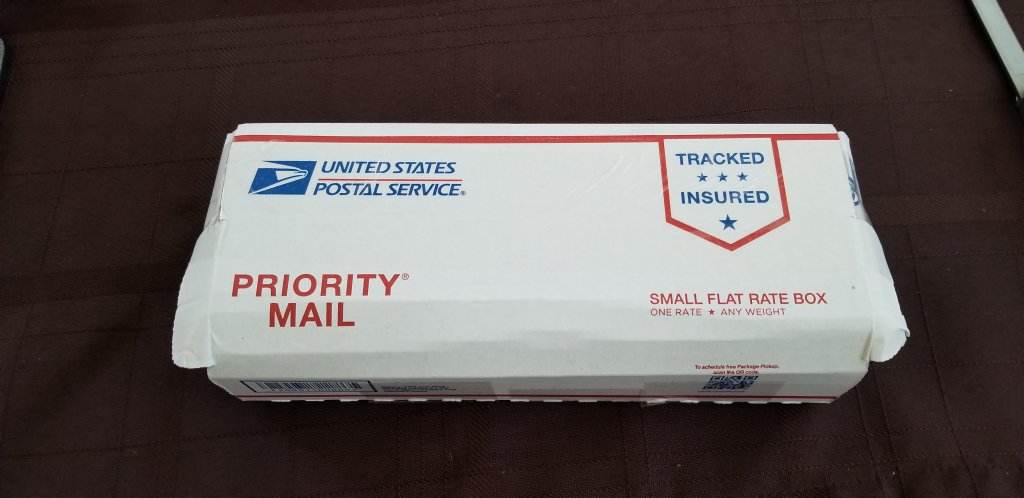 UNITED STATES
POSTAL SERVICE®
TRACKED
★ ★ ★
INSURED
★
PRIORITY®
MAIL
SMALL FLAT RATE BOX
ONE RATE ★ ANY WEIGHT
To schedule free Package Pickup,
scan the QR code.